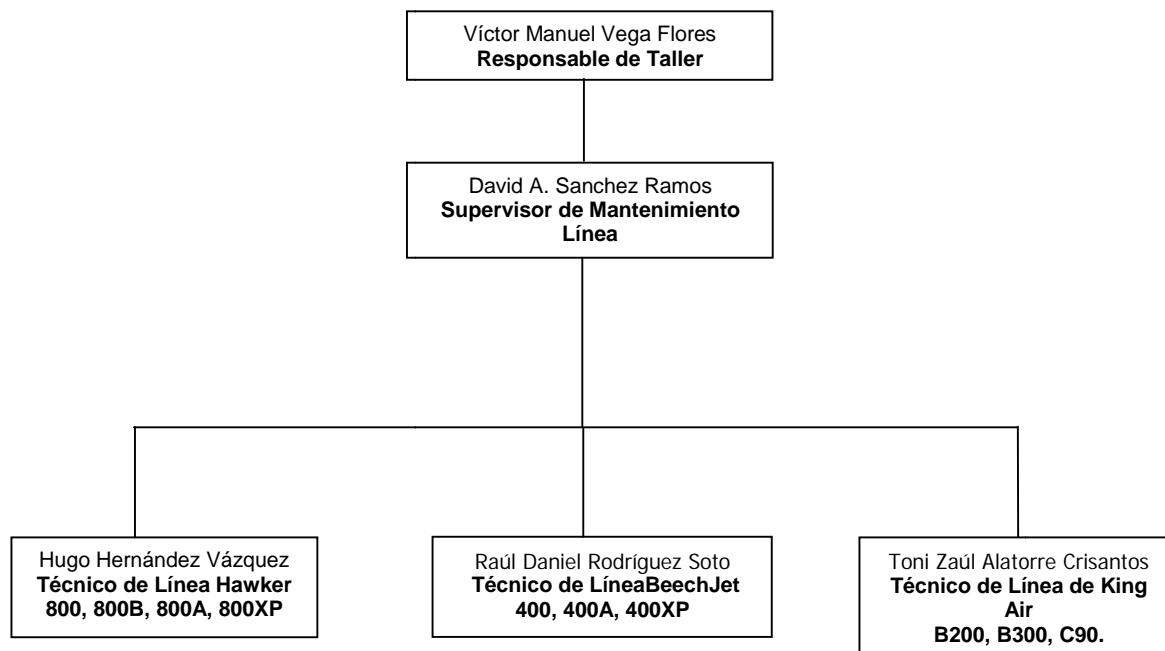 Víctor Manuel Vega Flores
Responsable de Taller
David A. Sanchez Ramos
Supervisor de Mantenimiento
Línea
Hugo Hernández Vázquez
Técnico de Línea Hawker
800, 800B, 800A, 800XP
Raúl Daniel Rodríguez Soto
Técnico de LíneaBeechJet
400, 400A, 400XP
Toni Zaúl Alatorre Crisantos
Técnico de Línea de King
Air
B200, B300, C90.